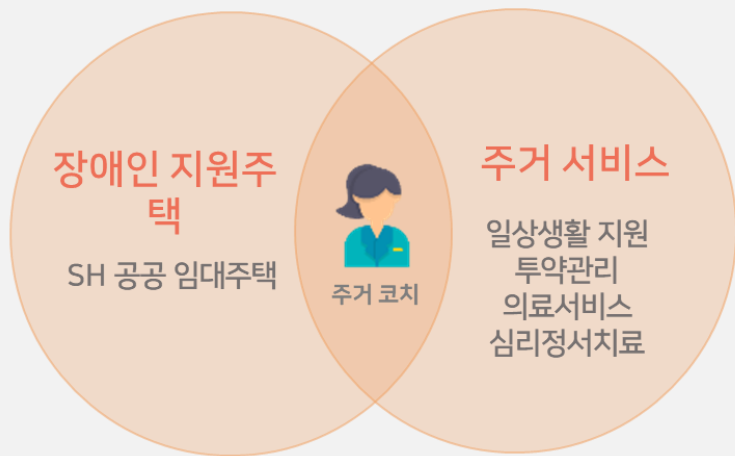 장애인 지원주
택
SH 공공 임대주택
주거 코치
주거 서비스
일상생활 지원
투약관리
의료서비스
심리정서치료